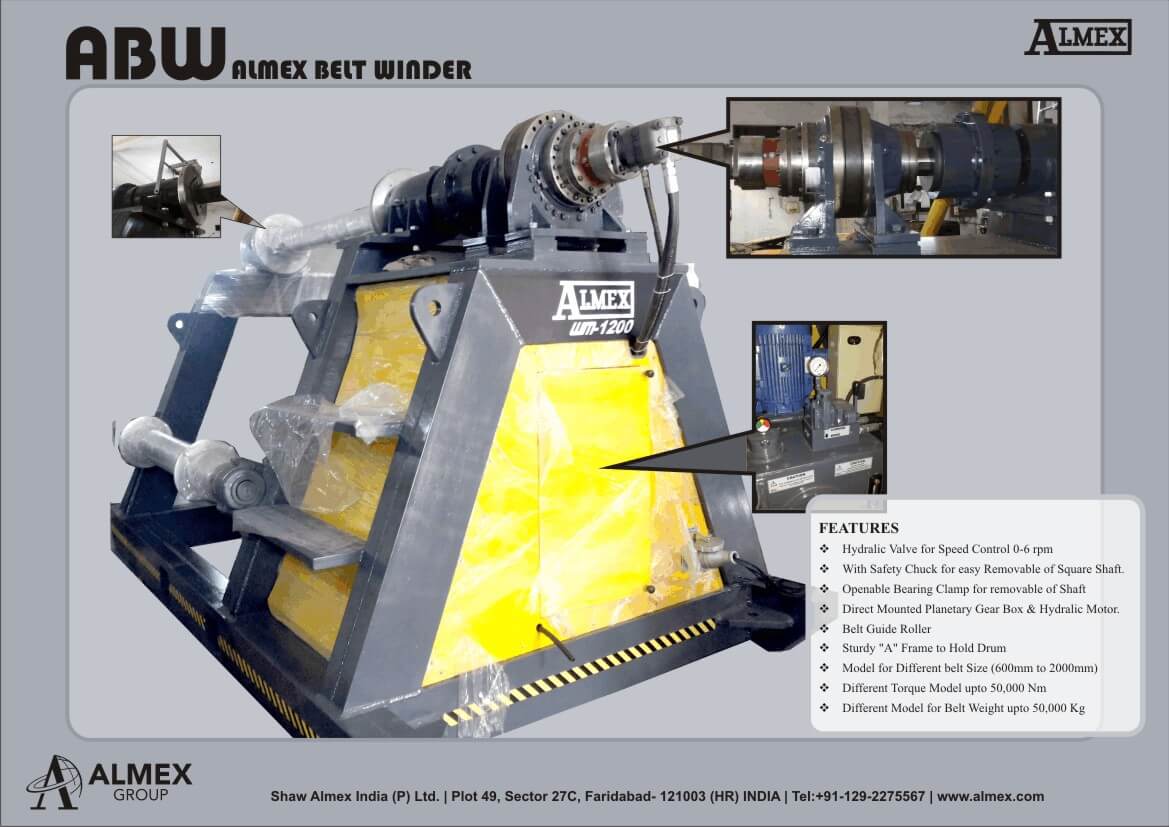 ABW ALMEX BELT WINDER
ALMEX
ALMEX
WM-1200
FEATURES
❖ Hydralic Valve for Speed Control 0-6 rpm
❖ With Safety Chuck for easy Removable of Square Shaft.
❖ Openable Bearing Clamp for removable of Shaft
❖ Direct Mounted Planetary Gear Box & Hydralic Motor.
❖ Belt Guide Roller
❖ Sturdy "A" Frame to Hold Drum
❖ Model for Different belt Size (600mm to 2000mm)
❖ Different Torque Model upto 50,000 Nm
❖ Different Model for Belt Weight upto 50,000 Kg
ALMEX
GROUP
Shaw Almex India (P) Ltd. | Plot 49, Sector 27C, Faridabad- 121003 (HR) INDIA | Tel:+91-129-2275567 | www.almex.com